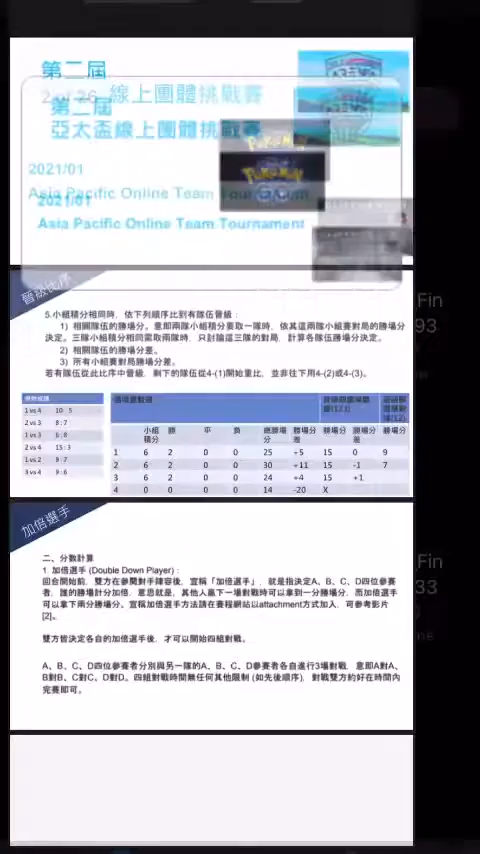 第二屆
2 of 26
線上團體挑戰賽
第二屆
亞太盃線上團體挑戰賽
2021/01
Asia Pacific Online Team Tournament
2021/01
Asia Pacific Online Team Tournament
Pokémon
Pokémon
晉級比序
5.小組積分相同時，依下列順序比到有隊伍晉級：
1) 相關隊伍的勝場分。意即兩隊小組積分要取一隊時，依其這兩隊小組賽對局的勝場分
決定。三隊小組積分相同需取兩隊時，只討論這三隊的對局，計算各隊伍勝場分決定。
2) 相關隊伍的勝場分差。
3) 所有小組賽對局勝場分差。
若有隊伍從此比序中晉級，剩下的隊伍從4-(1)開始重比，並非往下用4-(2)或4-(3)。
1 vs 4 10 : 5
2 vs 3 8 : 7
1 vs 3 6 : 8
2 vs 4 15 : 3
1 vs 2 9 : 7
3 vs 4 9 : 6
小組積分 勝 平 負 總勝場分 勝場分差 勝場分 勝場分差 勝場分
1 6 2 0 0 25 +5 15 0 9
2 6 2 0 0 30 +11 15 -1 7
3 6 2 0 0 24 +4 15 +1
4 0 0 0 0 14 -20 X
Fin
93
加倍選手
二、分數計算
1. 加倍選手 (Double Down Player)：
回合開始前，雙方在參閱對手陣容後，宣稱「加倍選手」，就是指定A、B、C、D四位參賽
者，誰的勝場計分加倍，意思就是，其他人贏下一場對戰時可以拿到一分勝場分，而加倍選手
可以拿下兩分勝場分。宣稱加倍選手方法請在賽程網站以attachment方式加入，可參考影片
[2]。
雙方皆決定各自的加倍選手後，才可以開始四組對戰。
A、B、C、D四位參賽者分別與另一隊的A、B、C、D參賽者各自進行3場對戰，意即A對A、
B對B、C對C、D對D。四組對戰時間無任何其他限制 (如先後順序)，對戰雙方約好在時間內
完賽即可。
Fin
33
ne